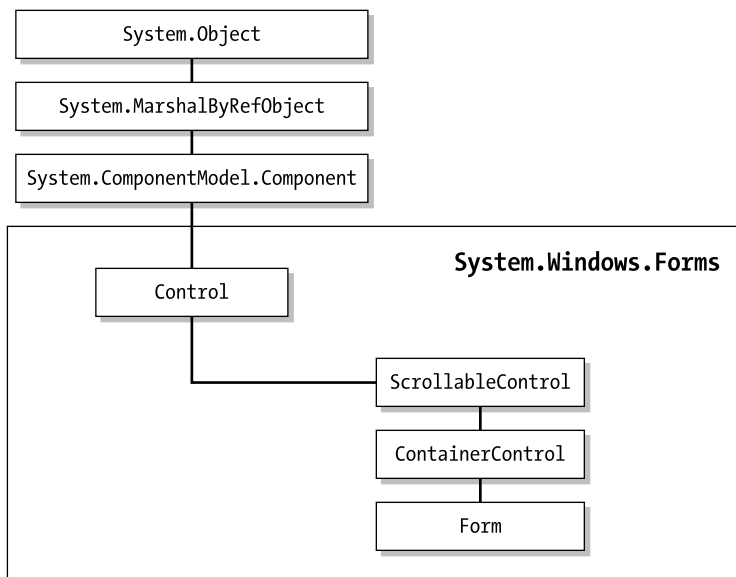 System.Object
System.MarshalByRefObject
System.ComponentModel.Component
System.Windows.Forms
Control
ScrollableControl
ContainerControl
Form